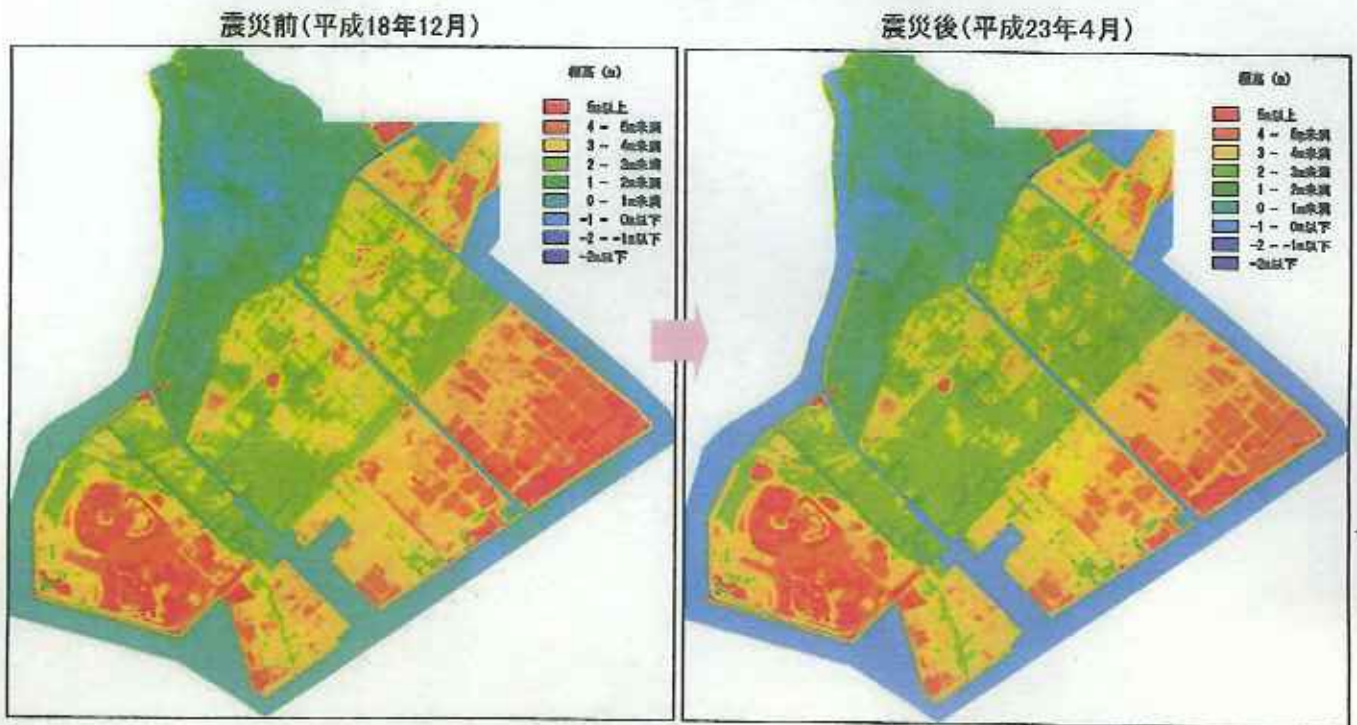 震災前(平成18年12月)
標高 (m)
5m以上
4 - 5m未満
3 - 4m未満
2 - 3m未満
1 - 2m未満
0 - 1m未満
-1 - 0m以下
-2 - -1m以下
-2m以下
震災後(平成23年4月)
標高 (m)
5m以上
4 - 5m未満
3 - 4m未満
2 - 3m未満
1 - 2m未満
0 - 1m未満
-1 - 0m以下
-2 - -1m以下
-2m以下